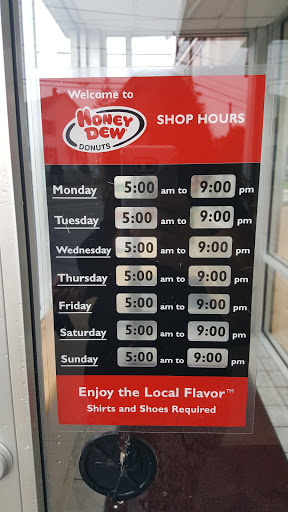 Welcome to
HONEY DEW
DONUTS
SHOP HOURS
Monday 5:00 am to 9:00 pm
Tuesday 5:00 am to 9:00 pm
Wednesday 5:00 am to 9:00 pm
Thursday 5:00 am to 9:00 pm
Friday 5:00 am to 9:00 pm
Saturday 5:00 am to 9:00 pm
Sunday 5:00 am to 9:00 pm
Enjoy the Local Flavor™
Shirts and Shoes Required